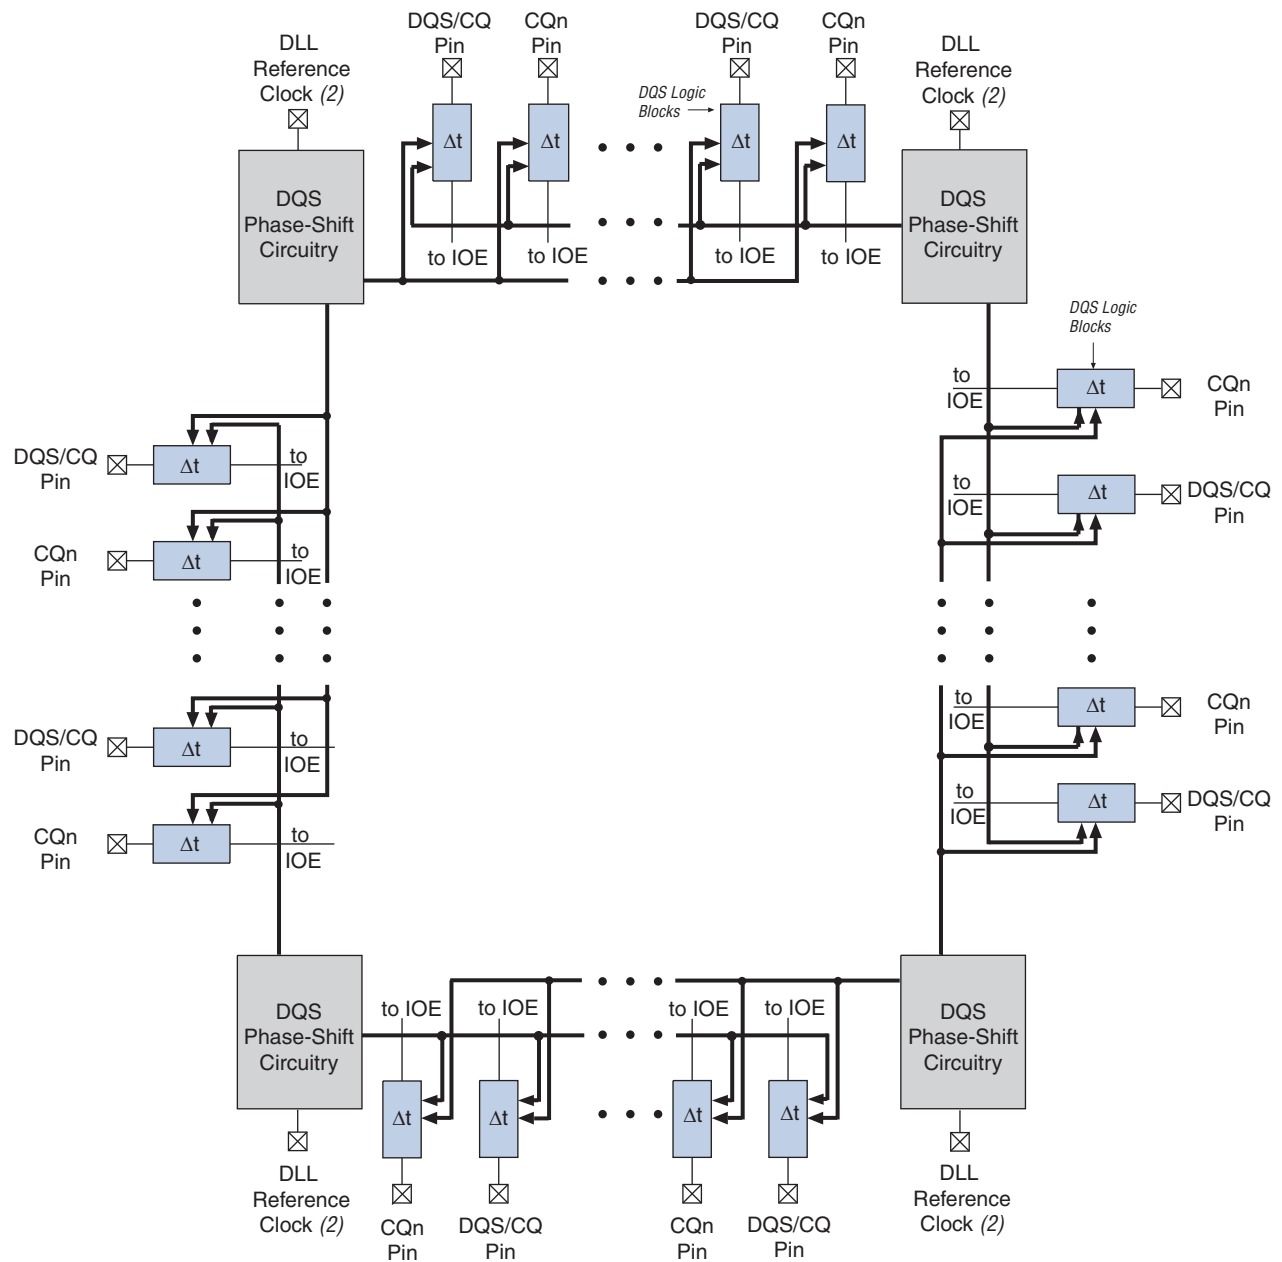 DQS/CQ
Pin
CQn
Pin
DQS/CQ
Pin
CQn
Pin
DLL
Reference
Clock (2)
DLL
Reference
Clock (2)
DQS Logic
Blocks
Δt
Δt
Δt
Δt
DQS
Phase-Shift
Circuitry
DQS
Phase-Shift
Circuitry
to IOE
to IOE
to IOE
to IOE
DQS Logic
Blocks
to
IOE
Δt
CQn
Pin
DQS/CQ
Pin
Δt
to
IOE
to
IOE
Δt
DQS/CQ
Pin
CQn
Pin
Δt
to
IOE
to
IOE
Δt
CQn
Pin
DQS/CQ
Pin
Δt
to
IOE
to
IOE
Δt
DQS/CQ
Pin
CQn
Pin
Δt
to
IOE
DQS
Phase-Shift
Circuitry
to IOE
to IOE
to IOE
to IOE
DQS
Phase-Shift
Circuitry
Δt
Δt
Δt
Δt
DLL
Reference
Clock (2)
CQn
Pin
DQS/CQ
Pin
CQn
Pin
DQS/CQ
Pin
DLL
Reference
Clock (2)